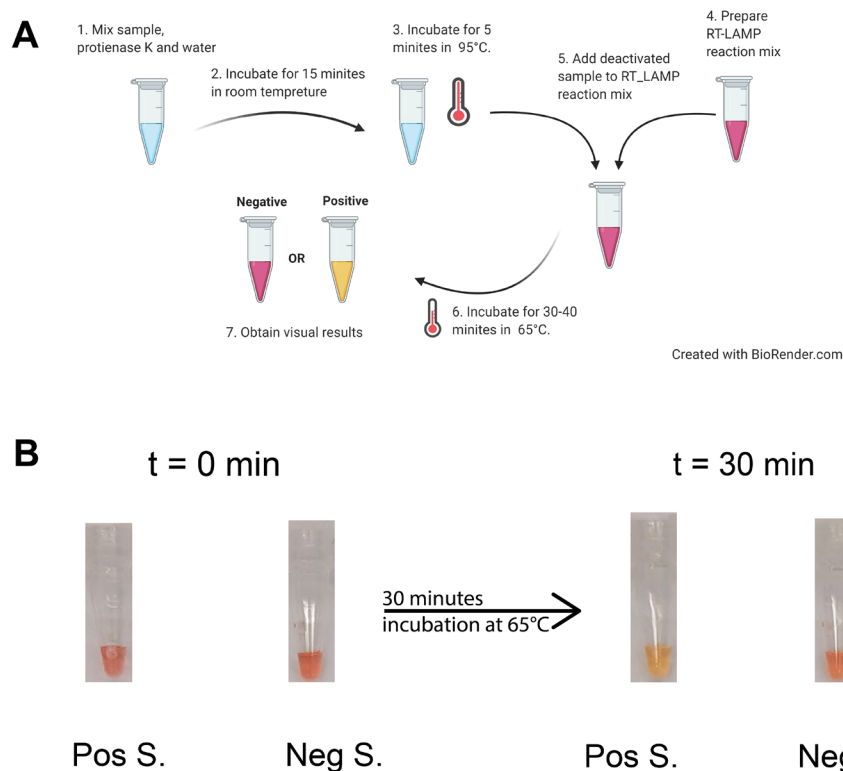 A
1. Mix sample,
protienase K and water
2. Incubate for 15 minites
in room tempreture
3. Incubate for 5
minites in  95°C.
4. Prepare
RT-LAMP
reaction mix
5. Add deactivated
sample to RT_LAMP
reaction mix
Negative
Positive
OR
6. Incubate for 30-40
minites in  65°C.
7. Obtain visual results
Created with BioRender.com
B
t = 0 min
t = 30 min
30 minutes
incubation at 65°C
Pos S.
Neg S.
Pos S.
Neg